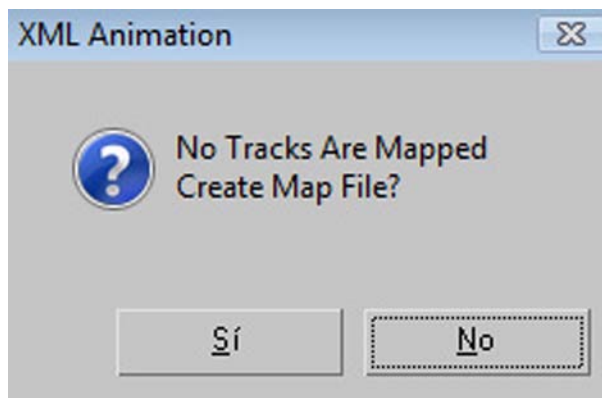 XML Animation
No Tracks Are Mapped
Create Map File?
Sí
No